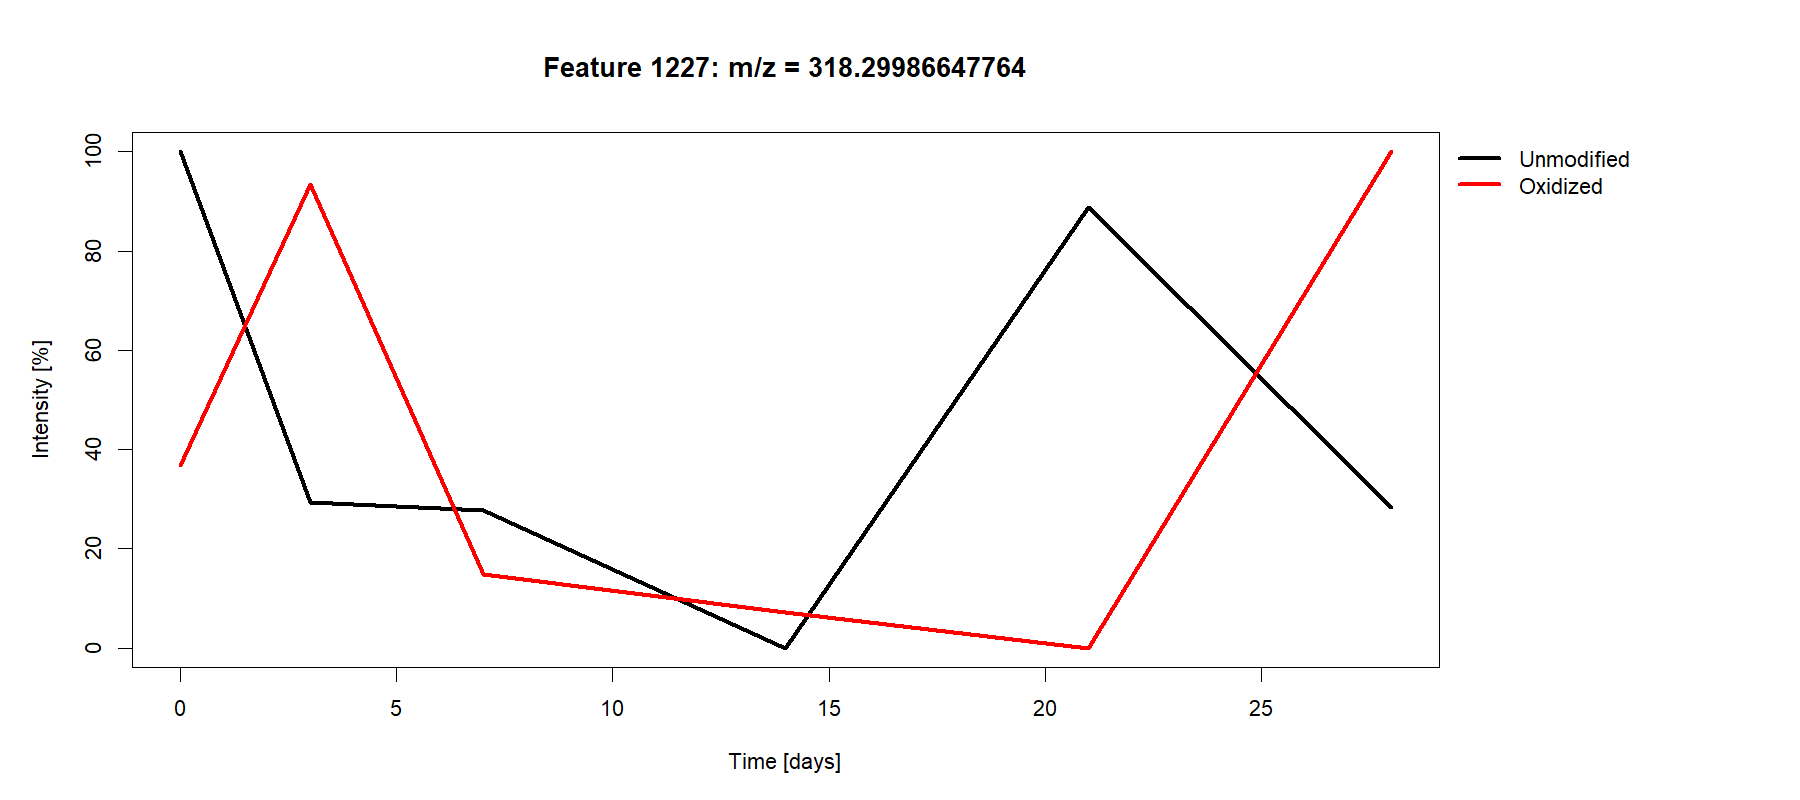 Feature 1227: m/z = 318.29986647764
Unmodified
Oxidized
Intensity [%]
100
80
60
40
20
0
0 5 10 15 20 25
Time [days]